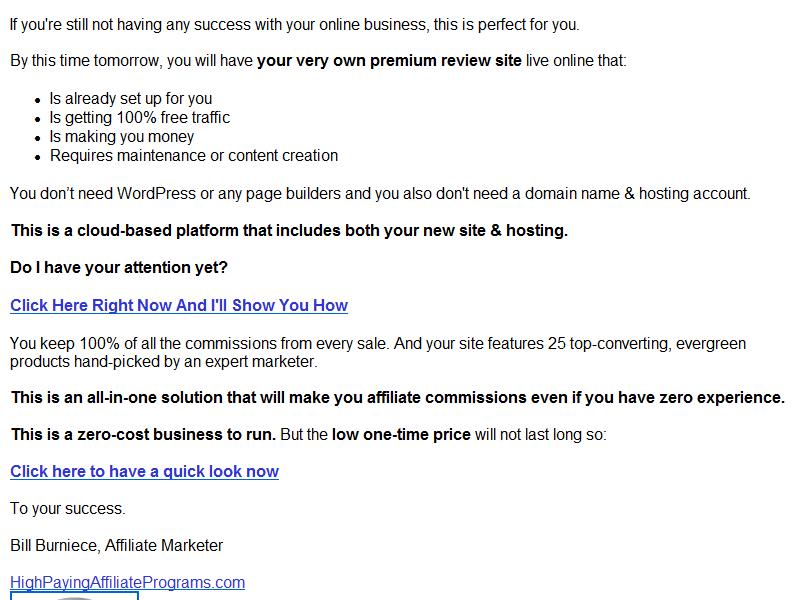 If you're still not having any success with your online business, this is perfect for you.
By this time tomorrow, you will have your very own premium review site live online that:
• Is already set up for you
• Is getting 100% free traffic
• Is making you money
• Requires maintenance or content creation
You don’t need WordPress or any page builders and you also don't need a domain name & hosting account.
This is a cloud-based platform that includes both your new site & hosting.
Do I have your attention yet?
Click Here Right Now And I'll Show You How
You keep 100% of all the commissions from every sale. And your site features 25 top-converting, evergreen
products hand-picked by an expert marketer.
This is an all-in-one solution that will make you affiliate commissions even if you have zero experience.
This is a zero-cost business to run. But the low one-time price will not last long so:
Click here to have a quick look now
To your success.
Bill Burniece, Affiliate Marketer
HighPayingAffiliatePrograms.com